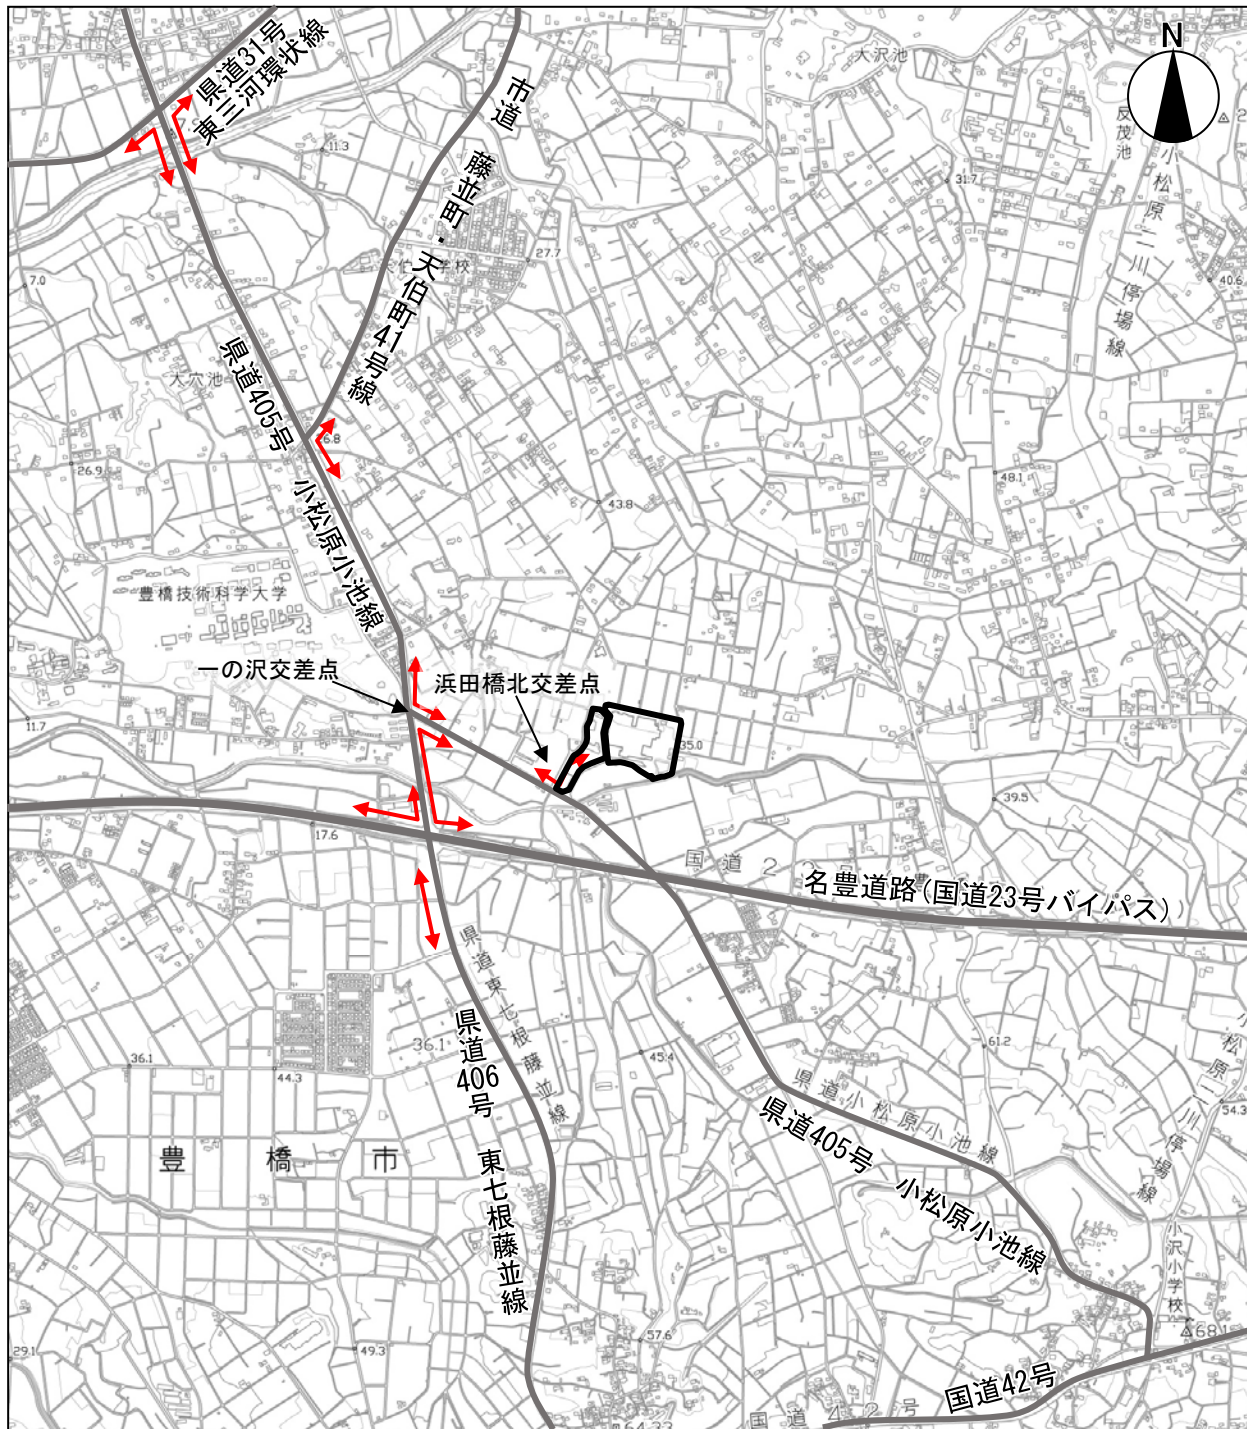 N
県道31号
東三河環状線
市道
藤並町・天伯町41号線
大沢池
反茂池
小松原二川停場線
11.3
31.7
27.7
7.0
40.6
県道405号
小松原小池線
大穴池
6.8
26.9
48.1
43.8
豊橋技術科学大学
一の沢交差点
浜田橋北交差点
11.7
35.0
39.5
17.6
名豊道路(国道23号バイパス)
県道東七根藤並線
県道406号 東七根藤並線
36.1
36.1
44.3
45.4
61.2
54.3
県道小松原小池線
県道405号 小松原小池線
小松原二川停場線
豊橋市
小沢小学校
68.1
57.6
49.3
29.1
64.33
国道42号
国道42号